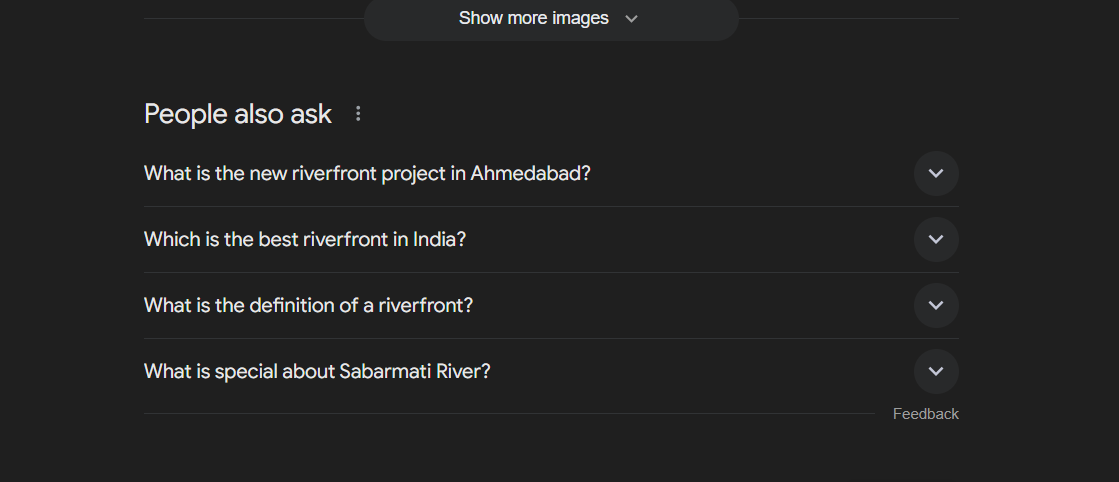 Show more images
People also ask
What is the new riverfront project in Ahmedabad?
Which is the best riverfront in India?
What is the definition of a riverfront?
What is special about Sabarmati River?
Feedback